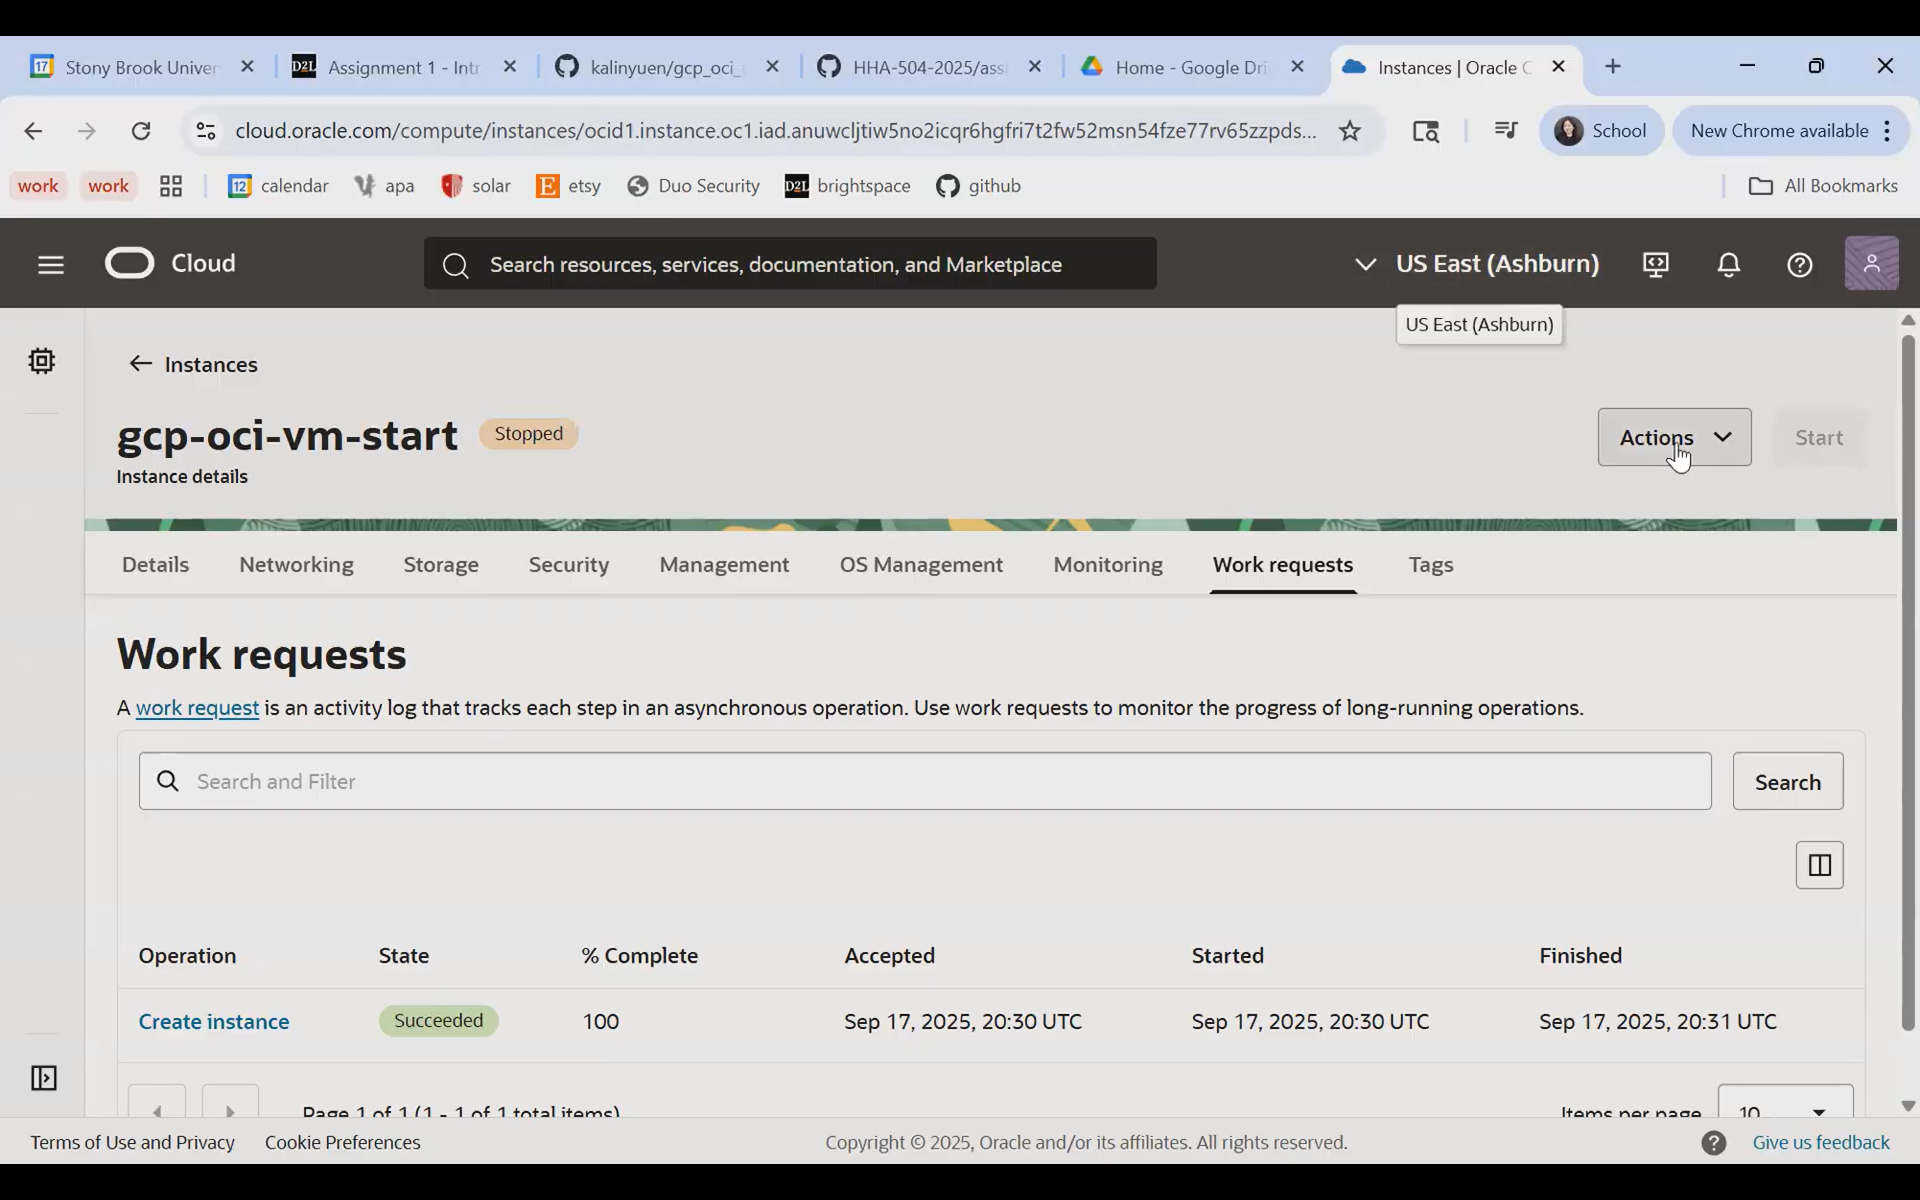 17 Stony Brook Univer
D2L Assignment 1 - Intr
kalinyuen/gcp_oci_
HHA-504-2025/assi
Home - Google Dri
Instances | Oracle C
cloud.oracle.com/compute/instances/ocid1.instance.oc1.iad.anuwcljtiw5no2icqr6hgfri7t2fw52msn54fze77rv65zzpds...
School
New Chrome available
work
work
12 calendar
apa
solar
E etsy
Duo Security
D2L brightspace
github
All Bookmarks
Cloud
Search resources, services, documentation, and Marketplace
US East (Ashburn)
US East (Ashburn)
Instances
gcp-oci-vm-start Stopped
Actions
Start
Instance details
Details Networking Storage Security Management OS Management Monitoring Work requests Tags
Work requests
A work request is an activity log that tracks each step in an asynchronous operation. Use work requests to monitor the progress of long-running operations.
Search and Filter
Search
Operation State % Complete Accepted Started Finished
Create instance Succeeded 100 Sep 17, 2025, 20:30 UTC Sep 17, 2025, 20:30 UTC Sep 17, 2025, 20:31 UTC
Page 1 of 1 (1 - 1 of 1 total items)
Items per page 10
Terms of Use and Privacy Cookie Preferences
Copyright © 2025, Oracle and/or its affiliates. All rights reserved.
Give us feedback